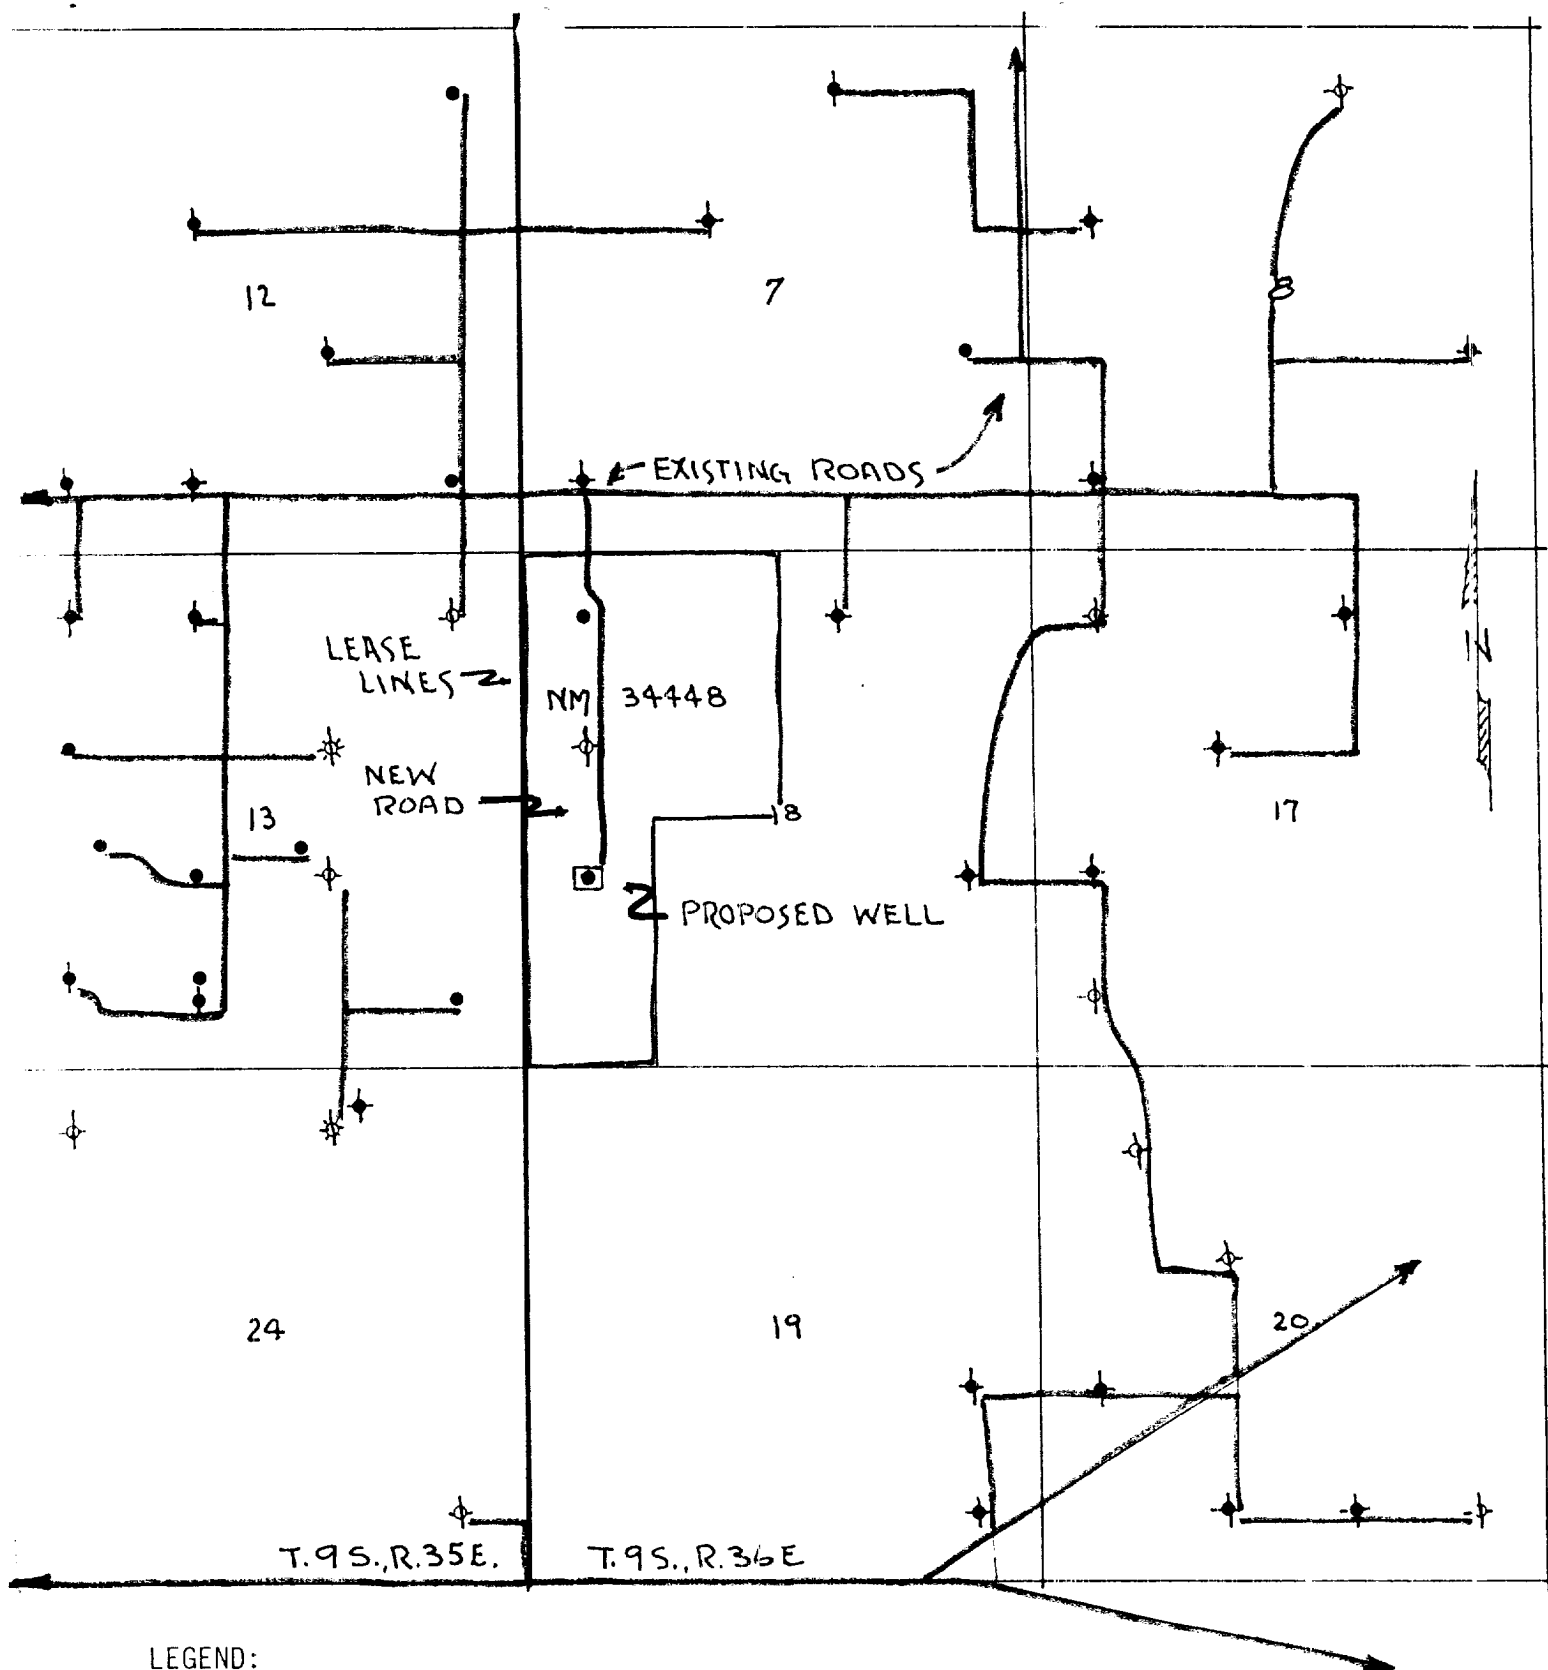 12
7
8
EXISTING ROADS
LEASE
LINES
NM 34448
NEW
ROAD
13
18
17
N
PROPOSED WELL
24
19
20
T.9S., R.35E.
T.9S., R.36E
LEGEND: